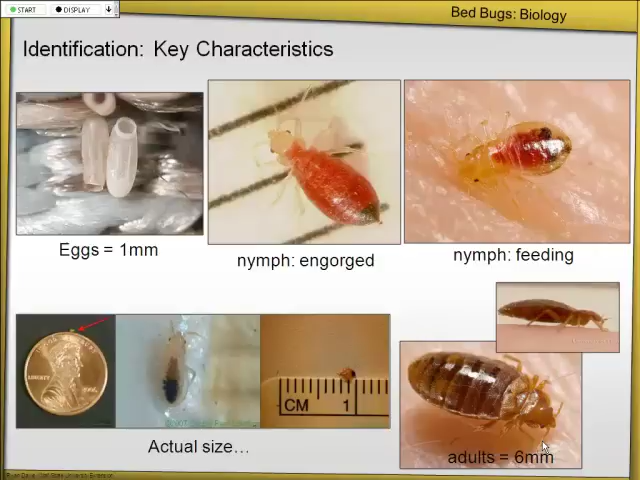 START
DISPLAY
Bed Bugs: Biology
Identification: Key Characteristics
Eggs = 1mm
nymph: engorged
nymph: feeding
LIBERTY
CM 1
Actual size…
adults = 6mm